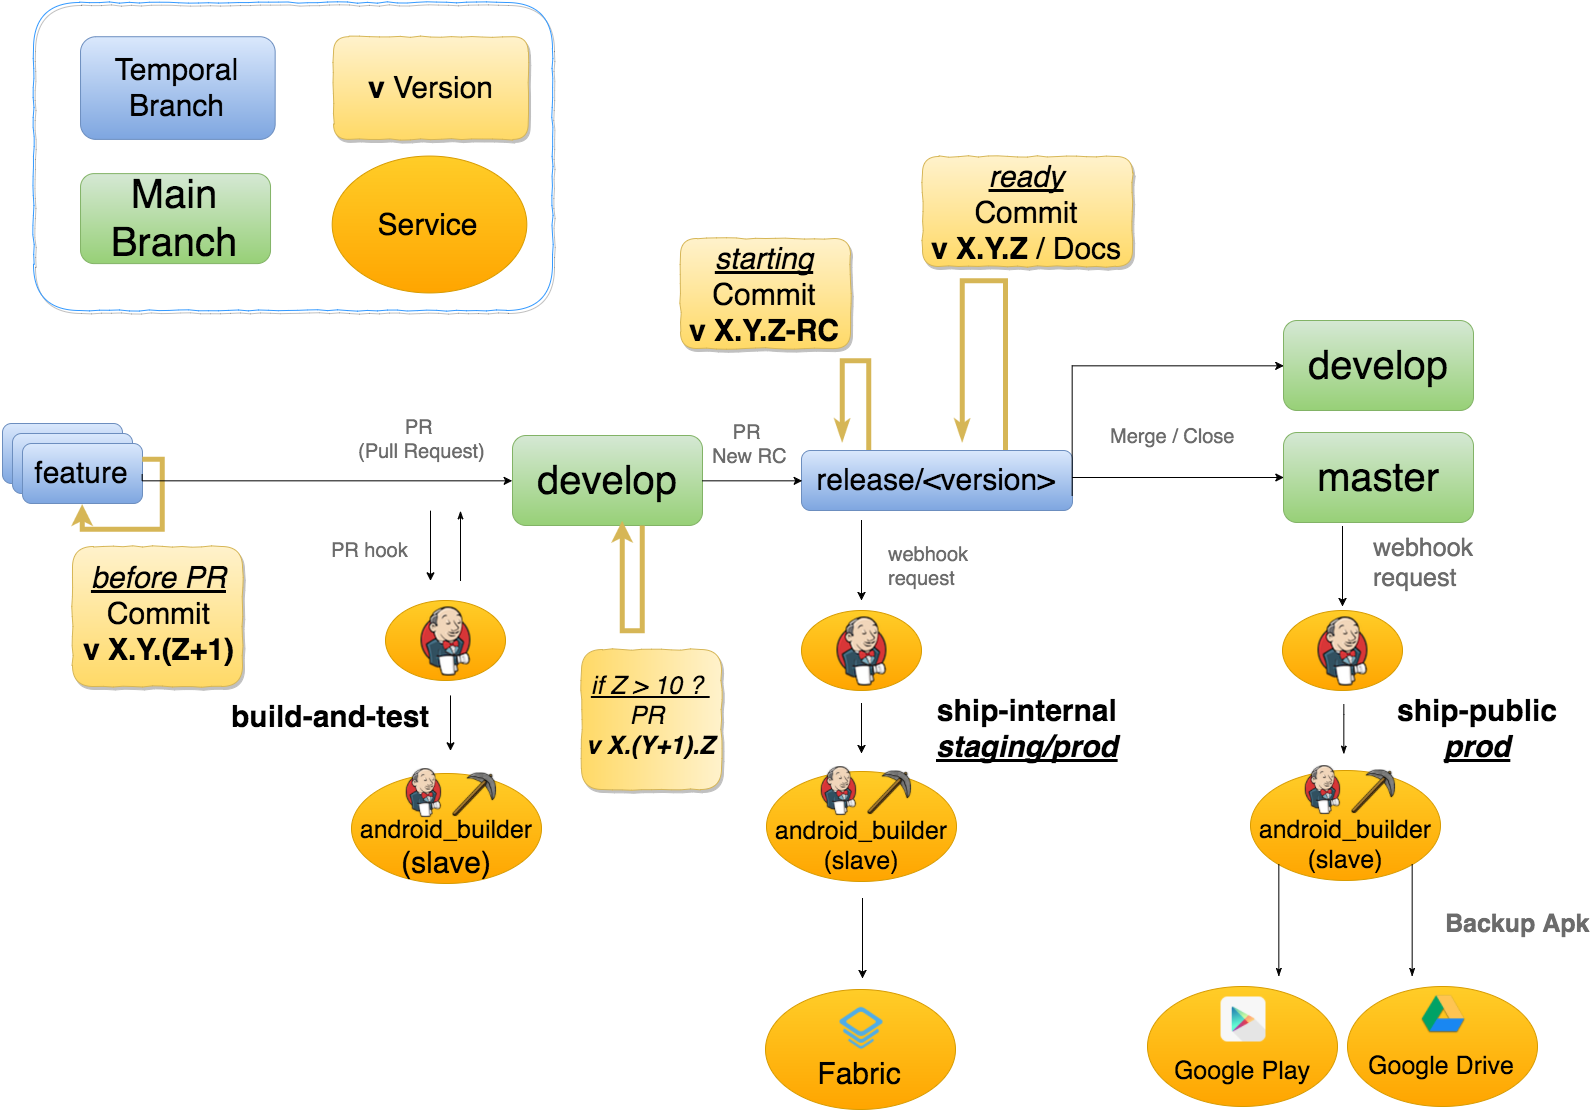 Temporal
Branch
v Version
Main
Branch
Service
ready
Commit
v X.Y.Z / Docs
starting
Commit
v X.Y.Z-RC
develop
PR
(Pull Request)
PR
New RC
Merge / Close
feature
develop
release/<version>
master
PR hook
webhook
request
webhook
request
before PR
Commit
v X.Y.(Z+1)
if Z > 10 ?
PR
v X.(Y+1).Z
build-and-test
ship-internal
staging/prod
ship-public
prod
android_builder
(slave)
android_builder
(slave)
android_builder
(slave)
Backup Apk
Fabric
Google Play
Google Drive